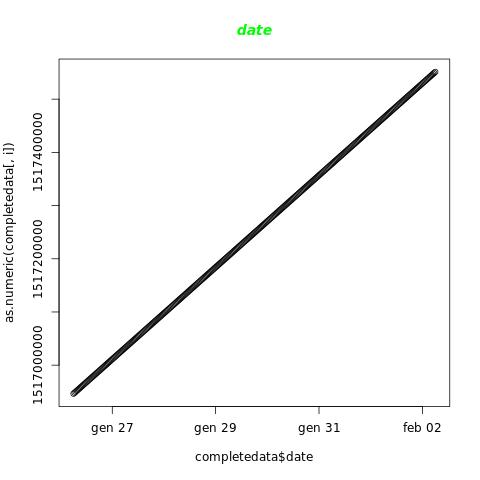 date
as.numeric(completedata[, i])
1517400000
1517200000
1517000000
gen 27
gen 29
gen 31
feb 02
completedata$date